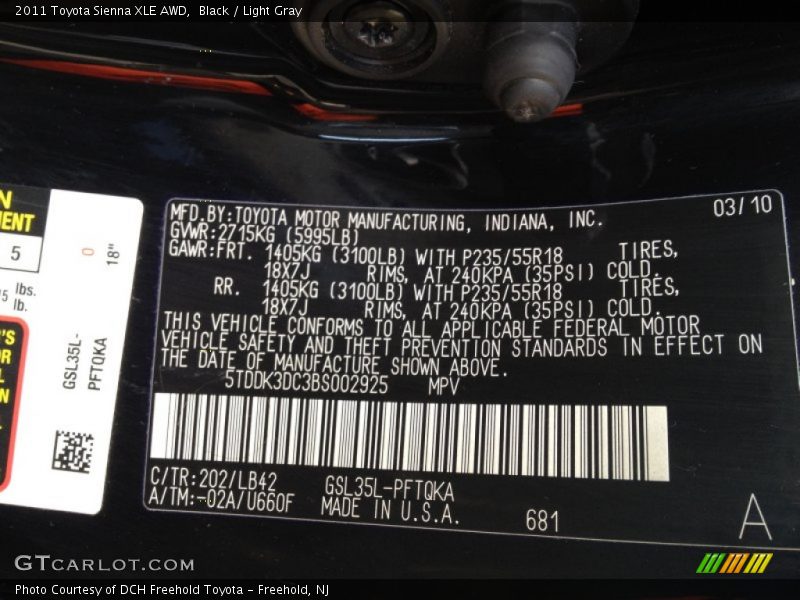 2011 Toyota Sienna XLE AWD,  Black / Light Gray
MFD.BY:TOYOTA MOTOR MANUFACTURING, INDIANA, INC.
03/10
GVWR:2715KG (5995LB)
GAWR:FRT. 1405KG (3100LB) WITH P235/55R18 TIRES,
18X7J RIMS, AT 240KPA (35PSI) COLD.
RR. 1405KG (3100LB) WITH P235/55R18 TIRES,
18X7J RIMS, AT 240KPA (35PSI) COLD.
THIS VEHICLE CONFORMS TO ALL APPLICABLE FEDERAL MOTOR
VEHICLE SAFETY AND THEFT PREVENTION STANDARDS IN EFFECT ON
THE DATE OF MANUFACTURE SHOWN ABOVE.
5TDDK3DC3BS002925 MPV
C/TR:202/LB42 GSL35L-PFTQKA
A/TM:-02A/U660F MADE IN U.S.A.
681
A
5
0
18"
lbs.
lb.
GSL35L-
PFTQKA
GTCARLOT.COM
Photo Courtesy of DCH Freehold Toyota - Freehold, NJ